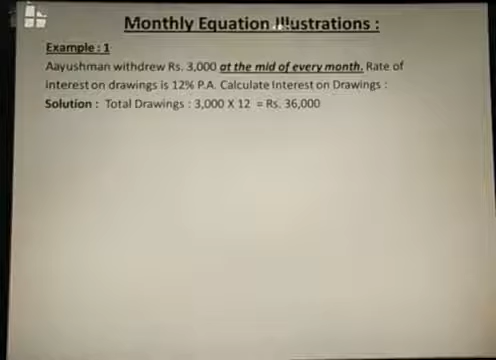 Monthly Equation Illustrations :
Example : 1
Aayushman withdrew Rs. 3,000 at the mid of every month. Rate of
interest on drawings is 12% P.A. Calculate Interest on Drawings :
Solution : Total Drawings : 3,000 X 12 = Rs. 36,000